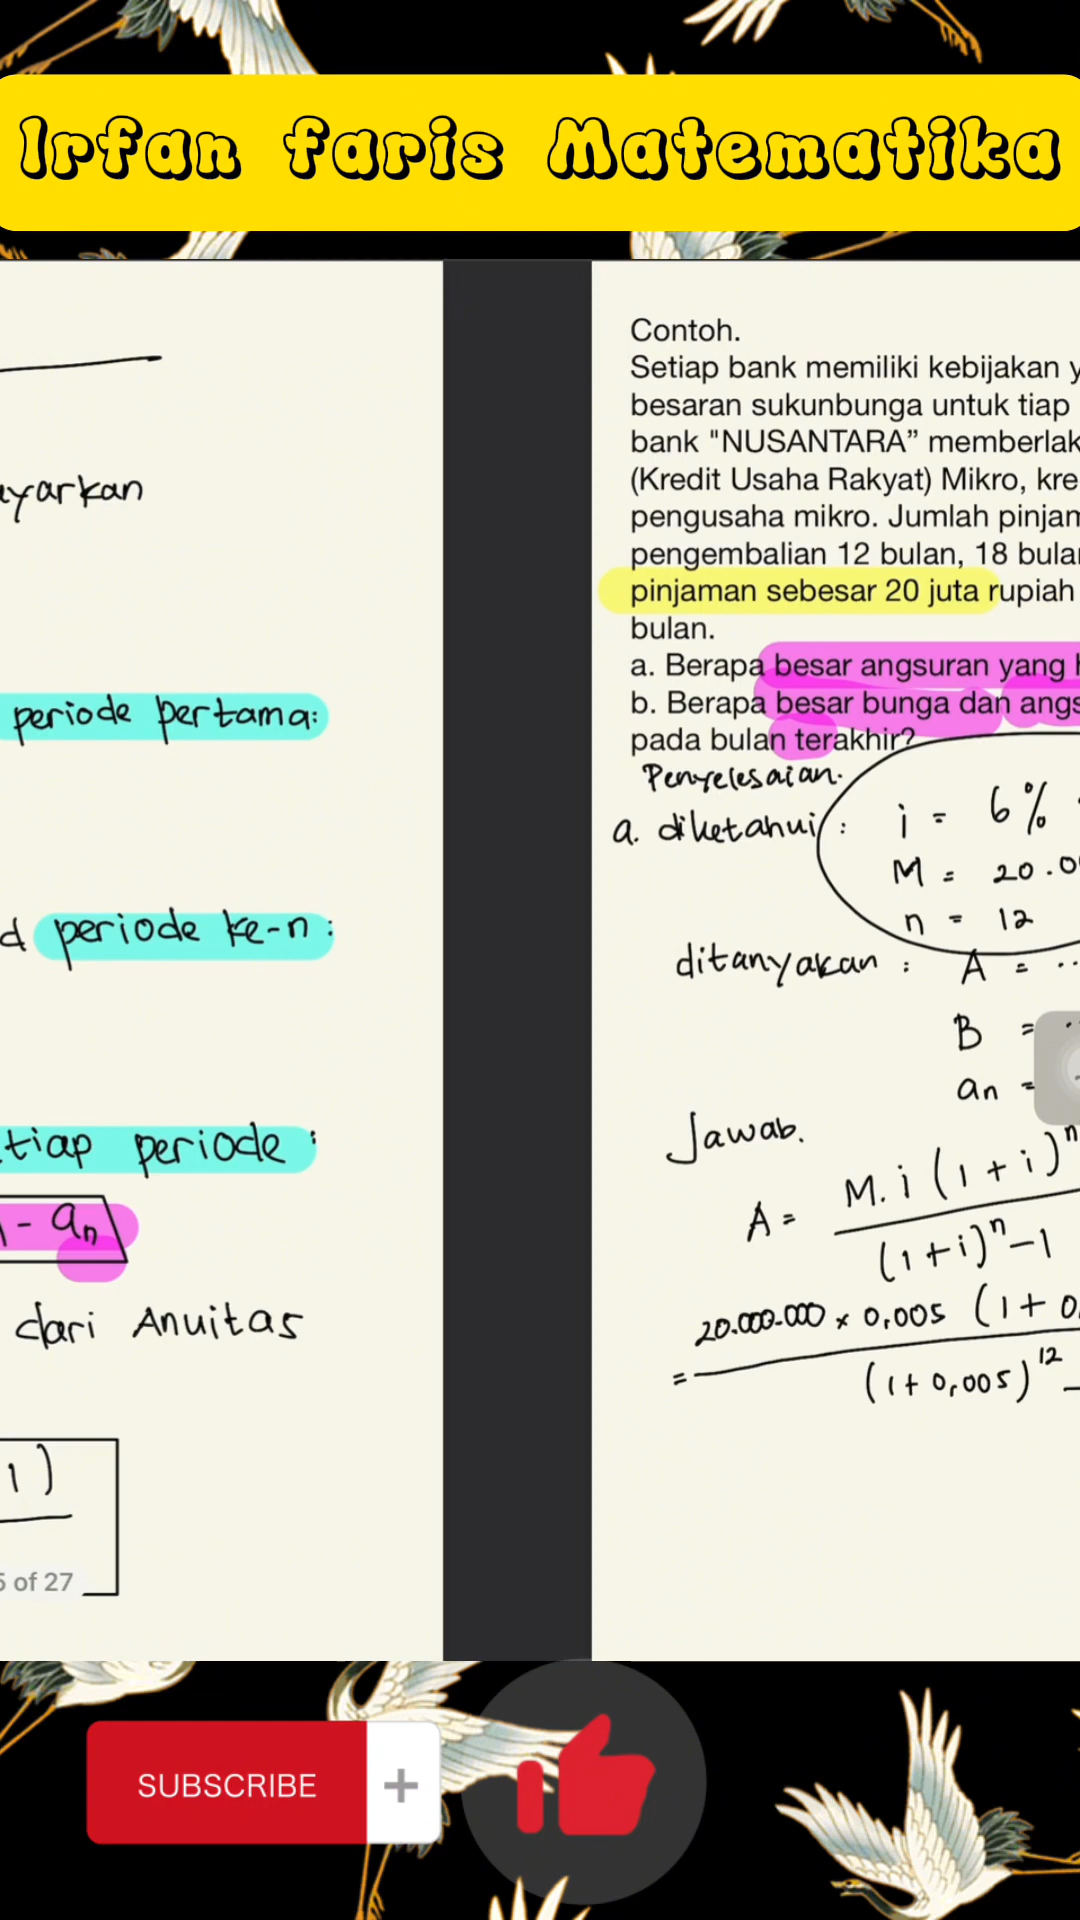 Irfan faris Matematika
ayarkan
periode pertama:
periode ke-n :
tiap periode :
- an
dari Anuitas
1 )
of 27
Contoh.
Setiap bank memiliki kebijakan
besaran sukunbunga untuk tiap
bank "NUSANTARA” memberlak
(Kredit Usaha Rakyat) Mikro, kre
pengusaha mikro. Jumlah pinjam
pengembalian 12 bulan, 18 bulan
pinjaman sebesar 20 juta rupiah
bulan.
a. Berapa besar angsuran yang
b. Berapa besar bunga dan angs
pada bulan terakhir?
Penyelesaian.
a. diketahui : i = 6%
M = 20.0
n = 12
ditanyakan : A = ..
B = ..
an =
Jawab.
A = M. i (1 + i)^n
(1 + i)^n - 1
= 20.000.000 x 0,005 (1 + 0,
(1 + 0,005)^12 -
SUBSCRIBE +